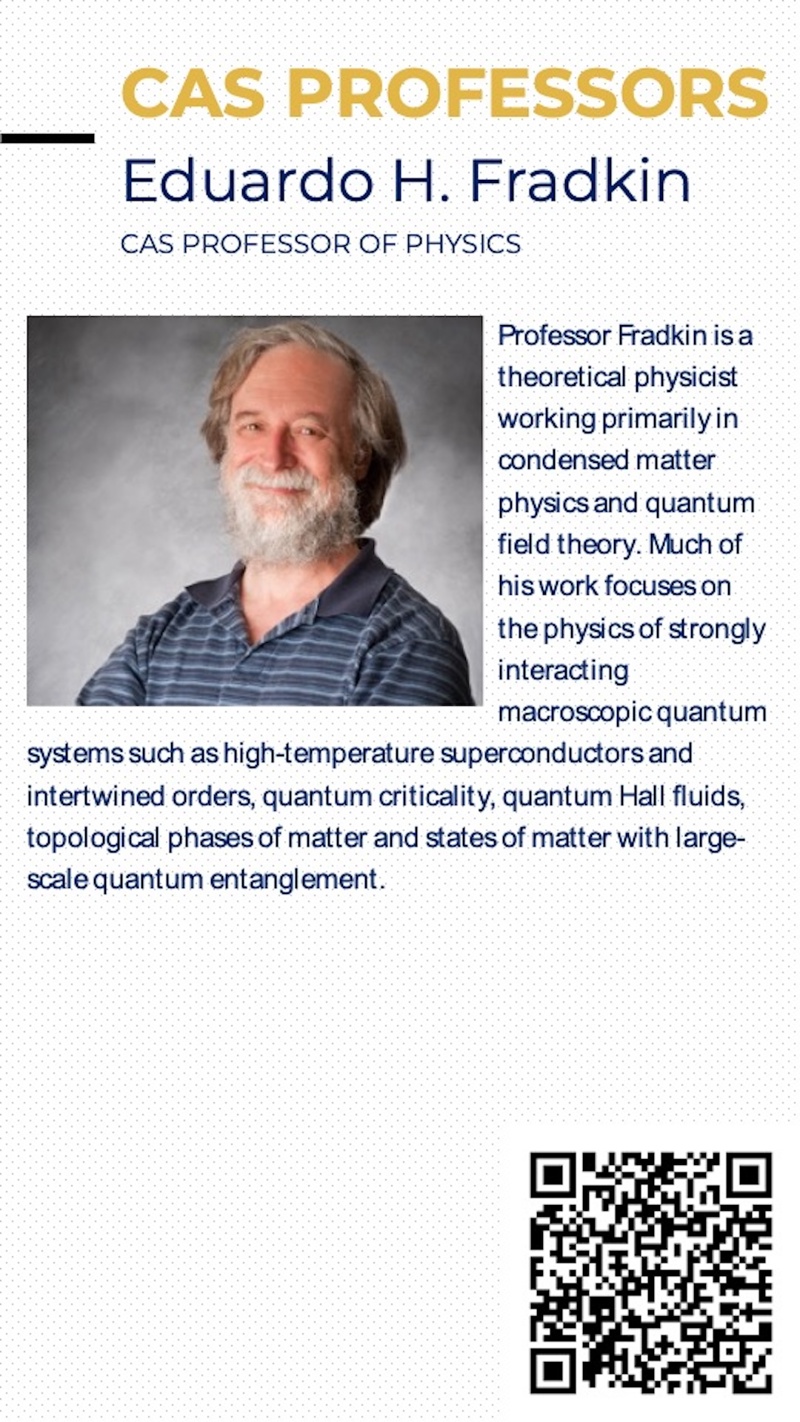 CAS PROFESSORS
Eduardo H. Fradkin
CAS PROFESSOR OF PHYSICS
Professor Fradkin is a
theoretical physicist
working primarily in
condensed matter
physics and quantum
field theory. Much of
his work focuses on
the physics of strongly
interacting
macroscopic quantum
systems such as high-temperature superconductors and
intertwined orders, quantum criticality, quantum Hall fluids,
topological phases of matter and states of matter with large-
scale quantum entanglement.